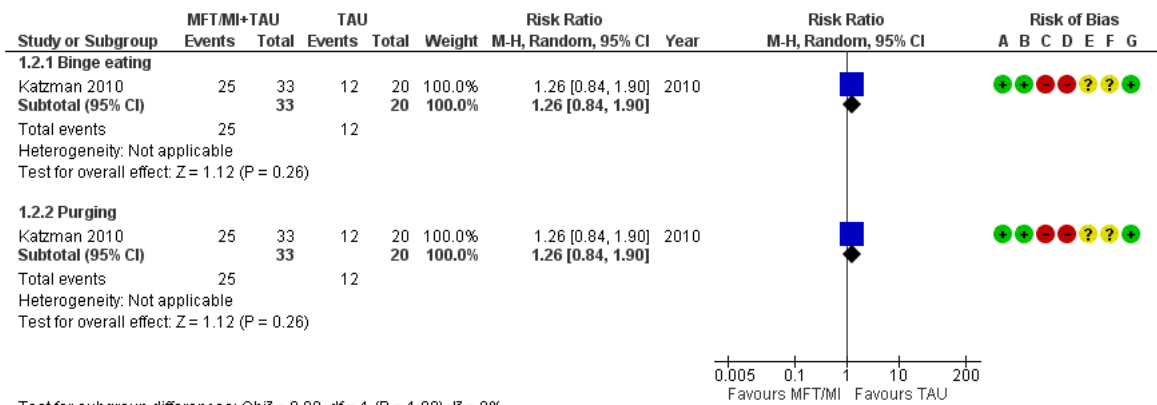 MFT/MI+TAU TAU Risk Ratio Risk Ratio Risk of Bias
Study or Subgroup Events Total Events Total Weight M-H, Random, 95% CI Year M-H, Random, 95% CI A B C D E F G
1.2.1 Binge eating
Katzman 2010 25 33 12 20 100.0% 1.26 [0.84, 1.90] 2010 + + - - ? ? +
Subtotal (95% CI) 33 20 100.0% 1.26 [0.84, 1.90]
Total events 25 12
Heterogeneity: Not applicable
Test for overall effect: Z = 1.12 (P = 0.26)
1.2.2 Purging
Katzman 2010 25 33 12 20 100.0% 1.26 [0.84, 1.90] 2010 + + - - ? ? +
Subtotal (95% CI) 33 20 100.0% 1.26 [0.84, 1.90]
Total events 25 12
Heterogeneity: Not applicable
Test for overall effect: Z = 1.12 (P = 0.26)
0.005 0.1 1 10 200
Favours MFT/MI Favours TAU